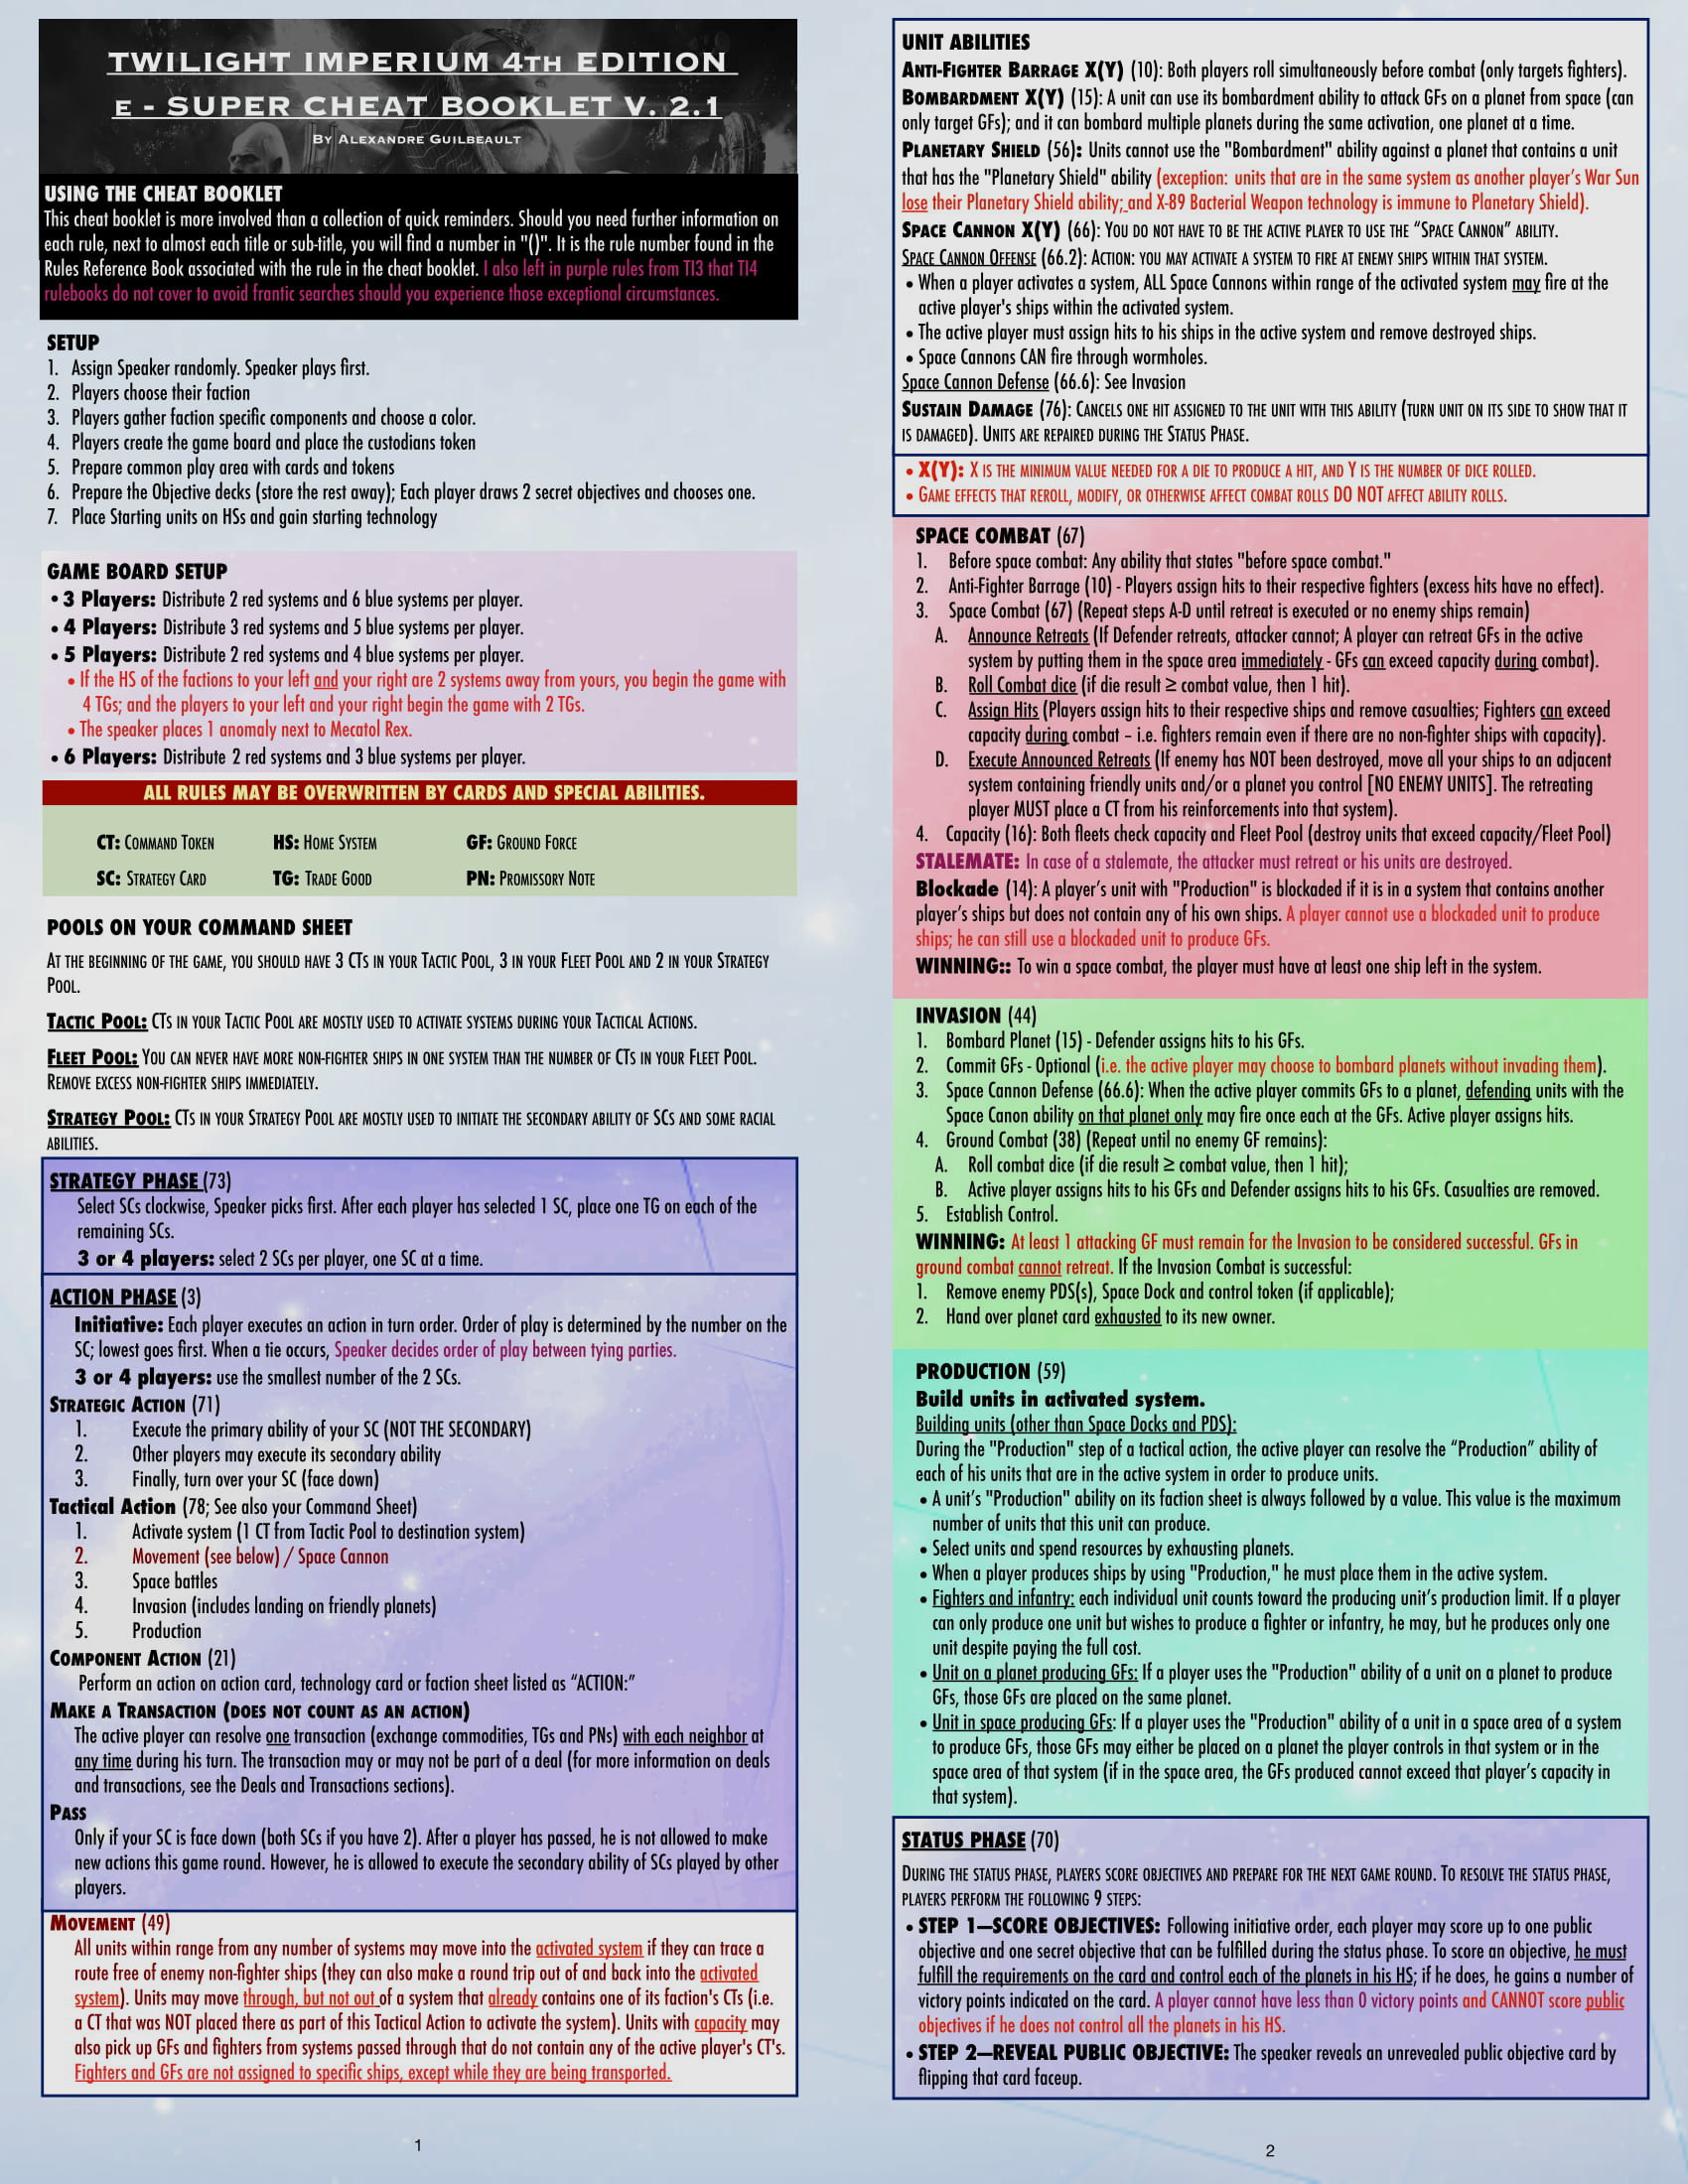 TWILIGHT IMPERIUM 4TH EDITION
E - SUPER CHEAT BOOKLET V. 2.1
BY ALEXANDRE GUILBEAULT
USING THE CHEAT BOOKLET
This cheat booklet is more involved than a collection of quick reminders. Should you need further information on
each rule, next to almost each title or sub-title, you will find a number in "()". It is the rule number found in the
Rules Reference Book associated with the rule in the cheat booklet. I also left in purple rules from TI3 that TI4
rulebooks do not cover to avoid frantic searches should you experience those exceptional circumstances.
SETUP
1. Assign Speaker randomly. Speaker plays first.
2. Players choose their faction
3. Players gather faction specific components and choose a color.
4. Players create the game board and place the custodians token
5. Prepare common play area with cards and tokens
6. Prepare the Objective decks (store the rest away); Each player draws 2 secret objectives and chooses one.
7. Place Starting units on HSs and gain starting technology
GAME BOARD SETUP
• 3 Players: Distribute 2 red systems and 6 blue systems per player.
• 4 Players: Distribute 3 red systems and 5 blue systems per player.
• 5 Players: Distribute 2 red systems and 4 blue systems per player.
• If the HS of the factions to your left and your right are 2 systems away from yours, you begin the game with
4 TGs; and the players to your left and your right begin the game with 2 TGs.
• The speaker places 1 anomaly next to Mecatol Rex.
• 6 Players: Distribute 2 red systems and 3 blue systems per player.
ALL RULES MAY BE OVERWRITTEN BY CARDS AND SPECIAL ABILITIES.
CT: COMMAND TOKEN HS: HOME SYSTEM GF: GROUND FORCE
SC: STRATEGY CARD TG: TRADE GOOD PN: PROMISSORY NOTE
POOLS ON YOUR COMMAND SHEET
AT THE BEGINNING OF THE GAME, YOU SHOULD HAVE 3 CTS IN YOUR TACTIC POOL, 3 IN YOUR FLEET POOL AND 2 IN YOUR STRATEGY
POOL.
TACTIC POOL: CTS IN YOUR TACTIC POOL ARE MOSTLY USED TO ACTIVATE SYSTEMS DURING YOUR TACTICAL ACTIONS.
FLEET POOL: YOU CAN NEVER HAVE MORE NON-FIGHTER SHIPS IN ONE SYSTEM THAN THE NUMBER OF CTS IN YOUR FLEET POOL.
REMOVE EXCESS NON-FIGHTER SHIPS IMMEDIATELY.
STRATEGY POOL: CTS IN YOUR STRATEGY POOL ARE MOSTLY USED TO INITIATE THE SECONDARY ABILITY OF SCS AND SOME RACIAL
ABILITIES.
STRATEGY PHASE (73)
Select SCs clockwise, Speaker picks first. After each player has selected 1 SC, place one TG on each of the
remaining SCs.
3 or 4 players: select 2 SCs per player, one SC at a time.
ACTION PHASE (3)
Initiative: Each player executes an action in turn order. Order of play is determined by the number on the
SC; lowest goes first. When a tie occurs, Speaker decides order of play between tying parties.
3 or 4 players: use the smallest number of the 2 SCs.
STRATEGIC ACTION (71)
1. Execute the primary ability of your SC (NOT THE SECONDARY)
2. Other players may execute its secondary ability
3. Finally, turn over your SC (face down)
Tactical Action (78; See also your Command Sheet)
1. Activate system (1 CT from Tactic Pool to destination system)
2. Movement (see below) / Space Cannon
3. Space battles
4. Invasion (includes landing on friendly planets)
5. Production
COMPONENT ACTION (21)
Perform an action on action card, technology card or faction sheet listed as “ACTION:”
MAKE A TRANSACTION (DOES NOT COUNT AS AN ACTION)
The active player can resolve one transaction (exchange commodities, TGs and PNs) with each neighbor at
any time during his turn. The transaction may or may not be part of a deal (for more information on deals
and transactions, see the Deals and Transactions sections).
PASS
Only if your SC is face down (both SCs if you have 2). After a player has passed, he is not allowed to make
new actions this game round. However, he is allowed to execute the secondary ability of SCs played by other
players.
MOVEMENT (49)
All units within range from any number of systems may move into the activated system if they can trace a
route free of enemy non-fighter ships (they can also make a round trip out of and back into the activated
system). Units may move through, but not out of a system that already contains one of its faction's CTs (i.e.
a CT that was NOT placed there as part of this Tactical Action to activate the system). Units with capacity may
also pick up GFs and fighters from systems passed through that do not contain any of the active player's CT's.
Fighters and GFs are not assigned to specific ships, except while they are being transported.
1
UNIT ABILITIES
ANTI-FIGHTER BARRAGE X(Y) (10): Both players roll simultaneously before combat (only targets fighters).
BOMBARDMENT X(Y) (15): A unit can use its bombardment ability to attack GFs on a planet from space (can
only target GFs); and it can bombard multiple planets during the same activation, one planet at a time.
PLANETARY SHIELD (56): Units cannot use the "Bombardment" ability against a planet that contains a unit
that has the "Planetary Shield" ability (exception: units that are in the same system as another player’s War Sun
lose their Planetary Shield ability; and X-89 Bacterial Weapon technology is immune to Planetary Shield).
SPACE CANNON X(Y) (66): YOU DO NOT HAVE TO BE THE ACTIVE PLAYER TO USE THE “SPACE CANNON” ABILITY.
SPACE CANNON OFFENSE (66.2): ACTION: YOU MAY ACTIVATE A SYSTEM TO FIRE AT ENEMY SHIPS WITHIN THAT SYSTEM.
• When a player activates a system, ALL Space Cannons within range of the activated system may fire at the
active player's ships within the activated system.
• The active player must assign hits to his ships in the active system and remove destroyed ships.
• Space Cannons CAN fire through wormholes.
Space Cannon Defense (66.6): See Invasion
SUSTAIN DAMAGE (76): CANCELS ONE HIT ASSIGNED TO THE UNIT WITH THIS ABILITY (TURN UNIT ON ITS SIDE TO SHOW THAT IT
IS DAMAGED). UNITS ARE REPAIRED DURING THE STATUS PHASE.
• X(Y): X IS THE MINIMUM VALUE NEEDED FOR A DIE TO PRODUCE A HIT, AND Y IS THE NUMBER OF DICE ROLLED.
• GAME EFFECTS THAT REROLL, MODIFY, OR OTHERWISE AFFECT COMBAT ROLLS DO NOT AFFECT ABILITY ROLLS.
SPACE COMBAT (67)
1. Before space combat: Any ability that states "before space combat."
2. Anti-Fighter Barrage (10) - Players assign hits to their respective fighters (excess hits have no effect).
3. Space Combat (67) (Repeat steps A-D until retreat is executed or no enemy ships remain)
A. Announce Retreats (If Defender retreats, attacker cannot; A player can retreat GFs in the active
system by putting them in the space area immediately - GFs can exceed capacity during combat).
B. Roll Combat dice (if die result ≥ combat value, then 1 hit).
C. Assign Hits (Players assign hits to their respective ships and remove casualties; Fighters can exceed
capacity during combat – i.e. fighters remain even if there are no non-fighter ships with capacity).
D. Execute Announced Retreats (If enemy has NOT been destroyed, move all your ships to an adjacent
system containing friendly units and/or a planet you control [NO ENEMY UNITS]. The retreating
player MUST place a CT from his reinforcements into that system).
4. Capacity (16): Both fleets check capacity and Fleet Pool (destroy units that exceed capacity/Fleet Pool)
STALEMATE: In case of a stalemate, the attacker must retreat or his units are destroyed.
Blockade (14): A player’s unit with "Production" is blockaded if it is in a system that contains another
player’s ships but does not contain any of his own ships. A player cannot use a blockaded unit to produce
ships; he can still use a blockaded unit to produce GFs.
WINNING:: To win a space combat, the player must have at least one ship left in the system.
INVASION (44)
1. Bombard Planet (15) - Defender assigns hits to his GFs.
2. Commit GFs - Optional (i.e. the active player may choose to bombard planets without invading them).
3. Space Cannon Defense (66.6): When the active player commits GFs to a planet, defending units with the
Space Canon ability on that planet only may fire once each at the GFs. Active player assigns hits.
4. Ground Combat (38) (Repeat until no enemy GF remains):
A. Roll combat dice (if die result ≥ combat value, then 1 hit);
B. Active player assigns hits to his GFs and Defender assigns hits to his GFs. Casualties are removed.
5. Establish Control.
WINNING: At least 1 attacking GF must remain for the Invasion to be considered successful. GFs in
ground combat cannot retreat. If the Invasion Combat is successful:
1. Remove enemy PDS(s), Space Dock and control token (if applicable);
2. Hand over planet card exhausted to its new owner.
PRODUCTION (59)
Build units in activated system.
Building units (other than Space Docks and PDS):
During the "Production" step of a tactical action, the active player can resolve the “Production” ability of
each of his units that are in the active system in order to produce units.
• A unit’s "Production" ability on its faction sheet is always followed by a value. This value is the maximum
number of units that this unit can produce.
• Select units and spend resources by exhausting planets.
• When a player produces ships by using "Production," he must place them in the active system.
• Fighters and infantry: each individual unit counts toward the producing unit’s production limit. If a player
can only produce one unit but wishes to produce a fighter or infantry, he may, but he produces only one
unit despite paying the full cost.
• Unit on a planet producing GFs: If a player uses the "Production" ability of a unit on a planet to produce
GFs, those GFs are placed on the same planet.
• Unit in space producing GFs: If a player uses the "Production" ability of a unit in a space area of a system
to produce GFs, those GFs may either be placed on a planet the player controls in that system or in the
space area of that system (if in the space area, the GFs produced cannot exceed that player’s capacity in
that system).
STATUS PHASE (70)
DURING THE STATUS PHASE, PLAYERS SCORE OBJECTIVES AND PREPARE FOR THE NEXT GAME ROUND. TO RESOLVE THE STATUS PHASE,
PLAYERS PERFORM THE FOLLOWING 9 STEPS:
• STEP 1—SCORE OBJECTIVES: Following initiative order, each player may score up to one public
objective and one secret objective that can be fulfilled during the status phase. To score an objective, he must
fulfill the requirements on the card and control each of the planets in his HS; if he does, he gains a number of
victory points indicated on the card. A player cannot have less than 0 victory points and CANNOT score public
objectives if he does not control all the planets in his HS.
• STEP 2—REVEAL PUBLIC OBJECTIVE: The speaker reveals an unrevealed public objective card by
flipping that card faceup.
2